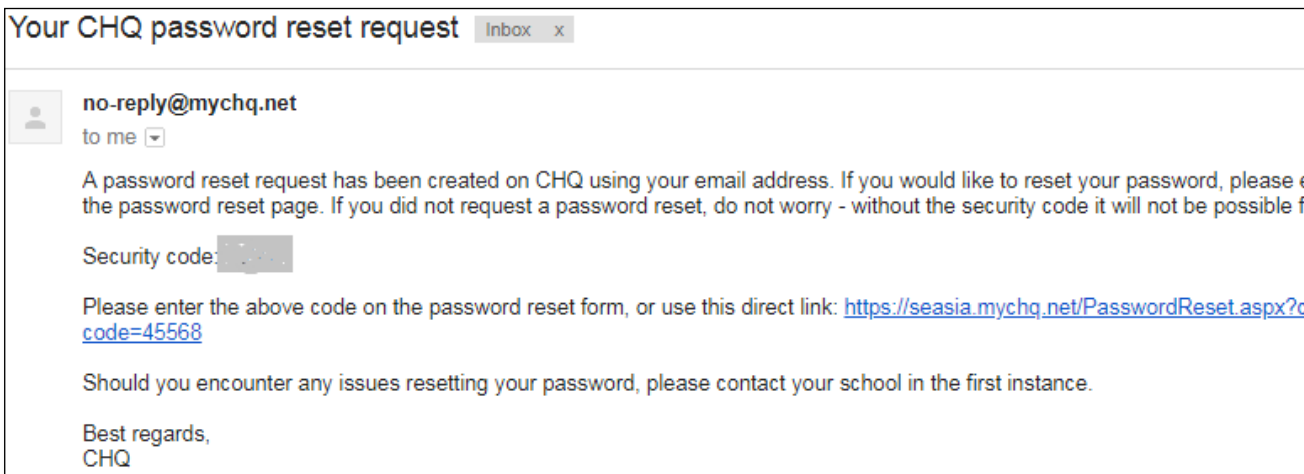 Your CHQ password reset request Inbox x
no-reply@mychq.net
to me
A password reset request has been created on CHQ using your email address. If you would like to reset your password, please
the password reset page. If you did not request a password reset, do not worry - without the security code it will not be possible
Security code:
Please enter the above code on the password reset form, or use this direct link: https://seasia.mychq.net/PasswordReset.aspx?
code=45568
Should you encounter any issues resetting your password, please contact your school in the first instance.
Best regards,
CHQ